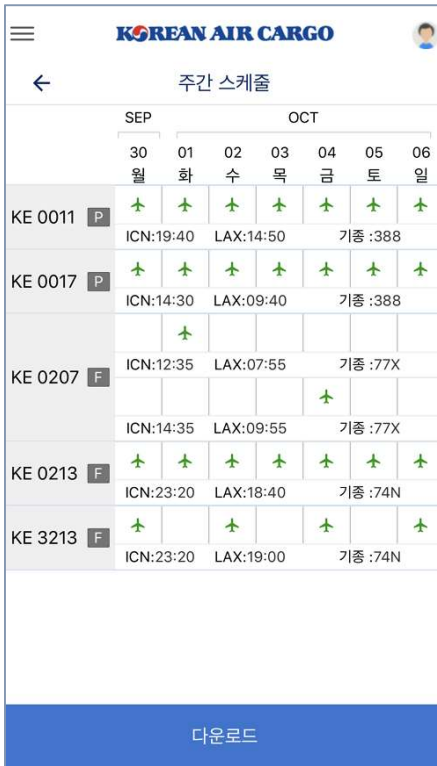 KOREAN AIR CARGO
주간 스케줄
SEP OCT
30 01 02 03 04 05 06
월 화 수 목 금 토 일
KE 0011 P
ICN:19:40 LAX:14:50 기종 :388
KE 0017 P
ICN:14:30 LAX:09:40 기종 :388
KE 0207 F
ICN:12:35 LAX:07:55 기종 :77X
ICN:14:35 LAX:09:55 기종 :77X
KE 0213 F
ICN:23:20 LAX:18:40 기종 :74N
KE 3213 F
ICN:23:20 LAX:19:00 기종 :74N
다운로드